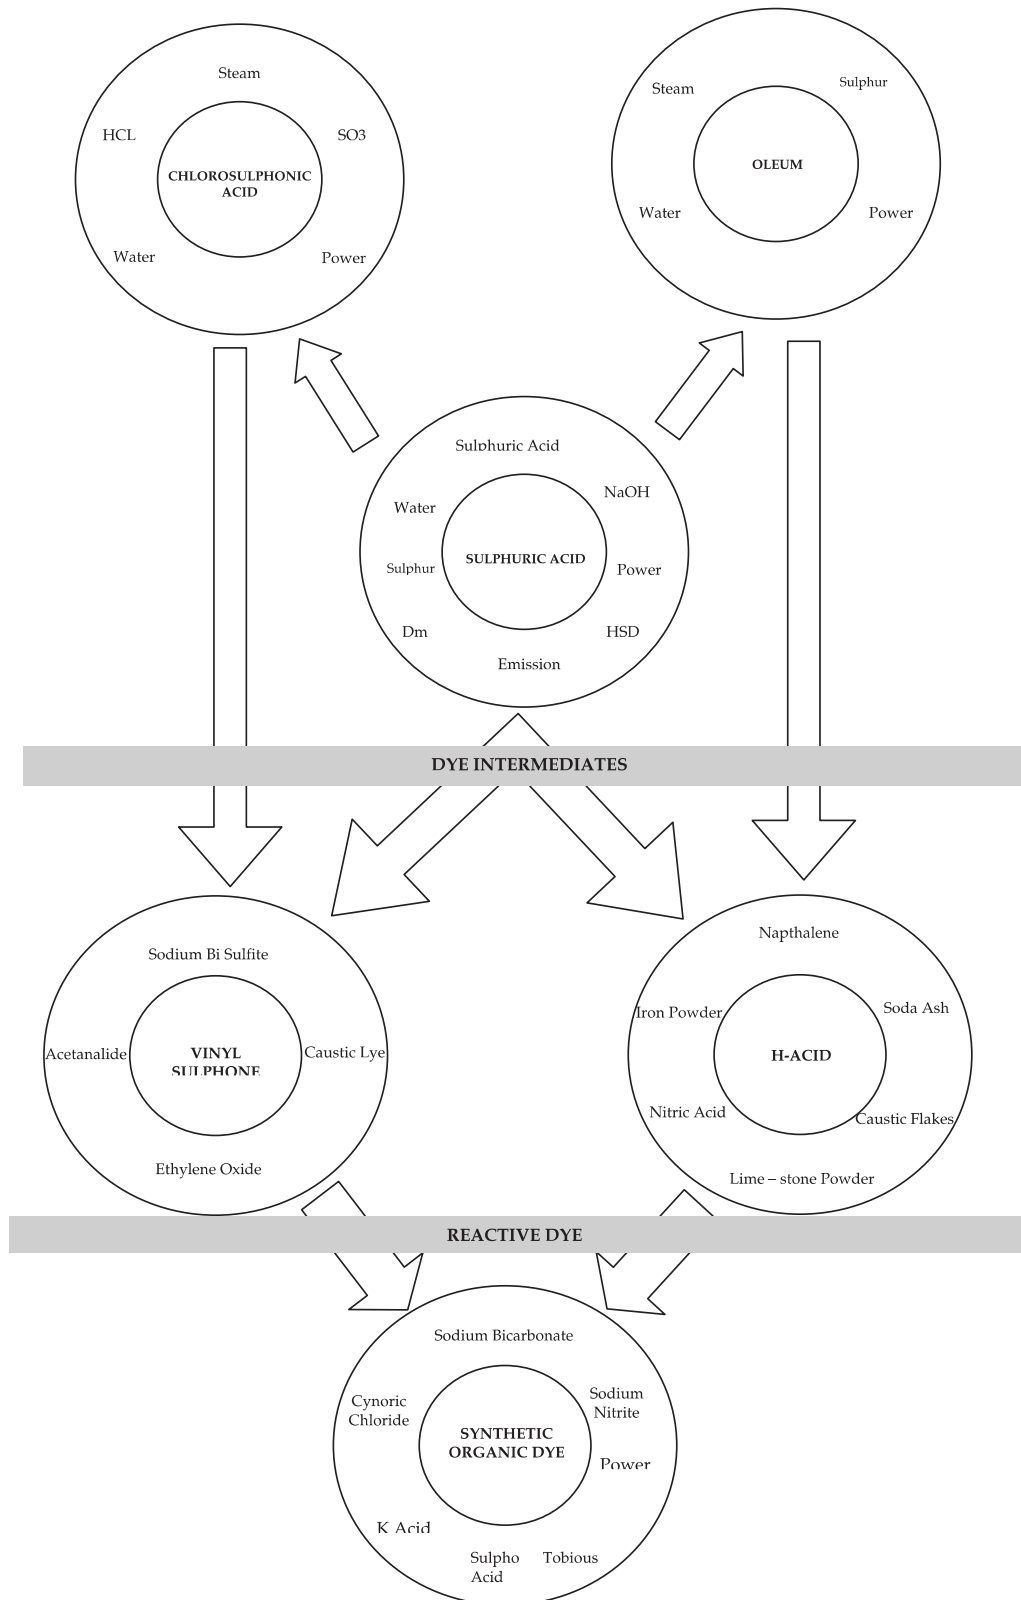 Steam
HCL
SO3
CHLOROSULPHONIC
ACID
Water
Power
Steam
Sulphur
OLEUM
Water
Power
Sulphuric Acid
Water
NaOH
SULPHURIC ACID
Sulphur
Power
Dm
HSD
Emission
DYE INTERMEDIATES
Sodium Bi Sulfite
Acetanalide
VINYL
SULPHONE
Caustic Lye
Ethylene Oxide
Napthalene
Iron Powder
Soda Ash
H-ACID
Nitric Acid
Caustic Flakes
Lime – stone Powder
REACTIVE DYE
Sodium Bicarbonate
Cynoric
Chloride
Sodium
Nitrite
SYNTHETIC
ORGANIC DYE
Power
K Acid
Sulpho
Acid
Tobious